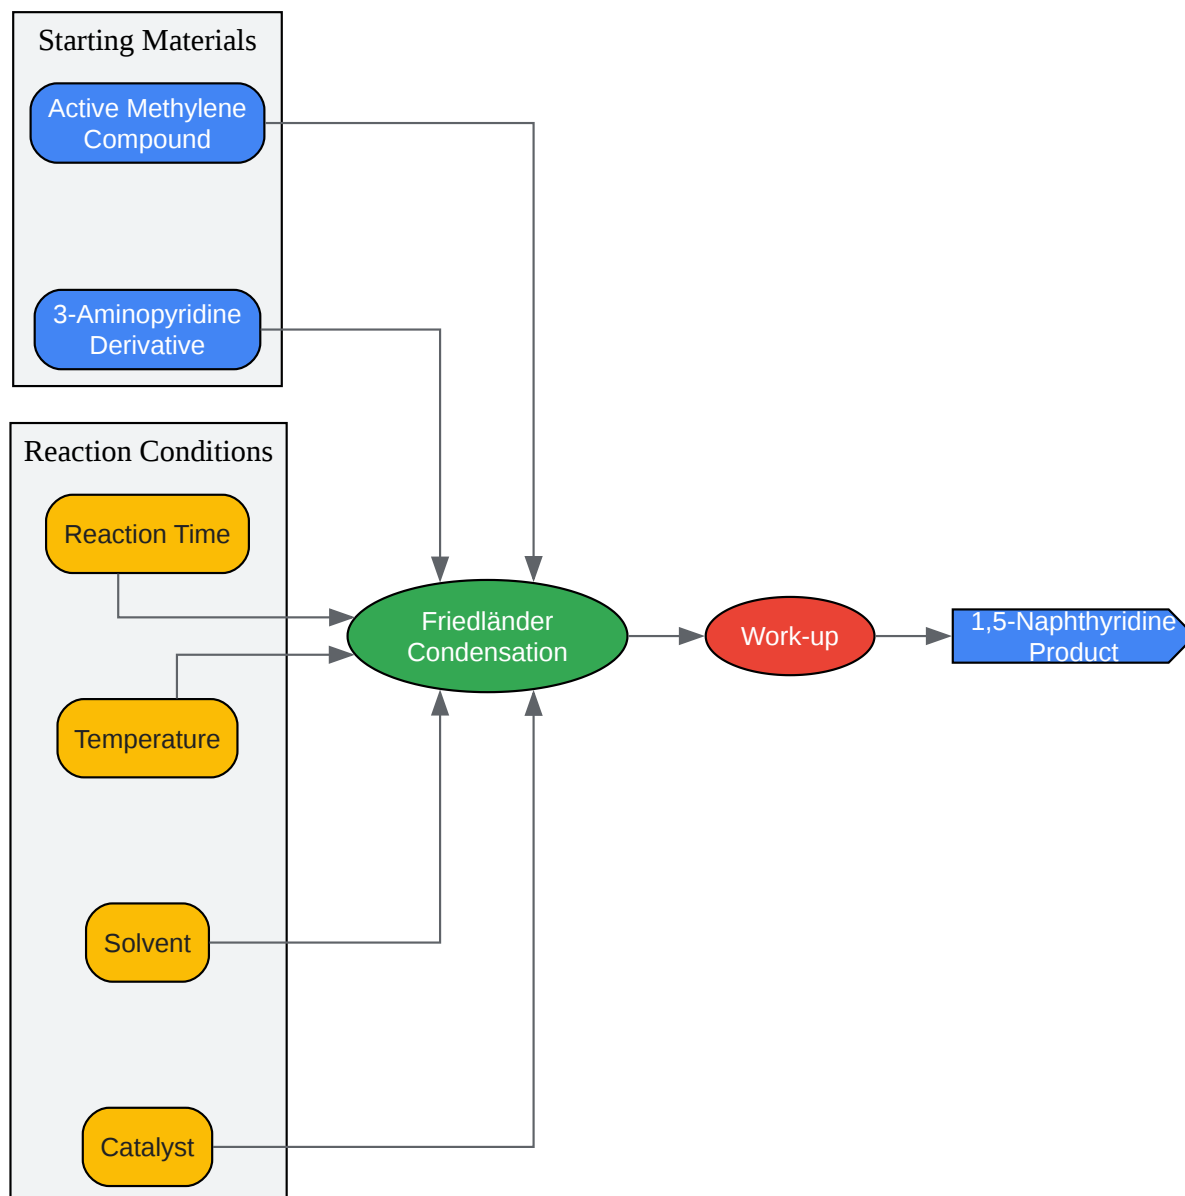 Starting Materials
Active Methylene
Compound
3-Aminopyridine
Derivative
Reaction Conditions
Reaction Time
Temperature
Solvent
Catalyst
Friedländer
Condensation
Work-up
1,5-Naphthyridine
Product